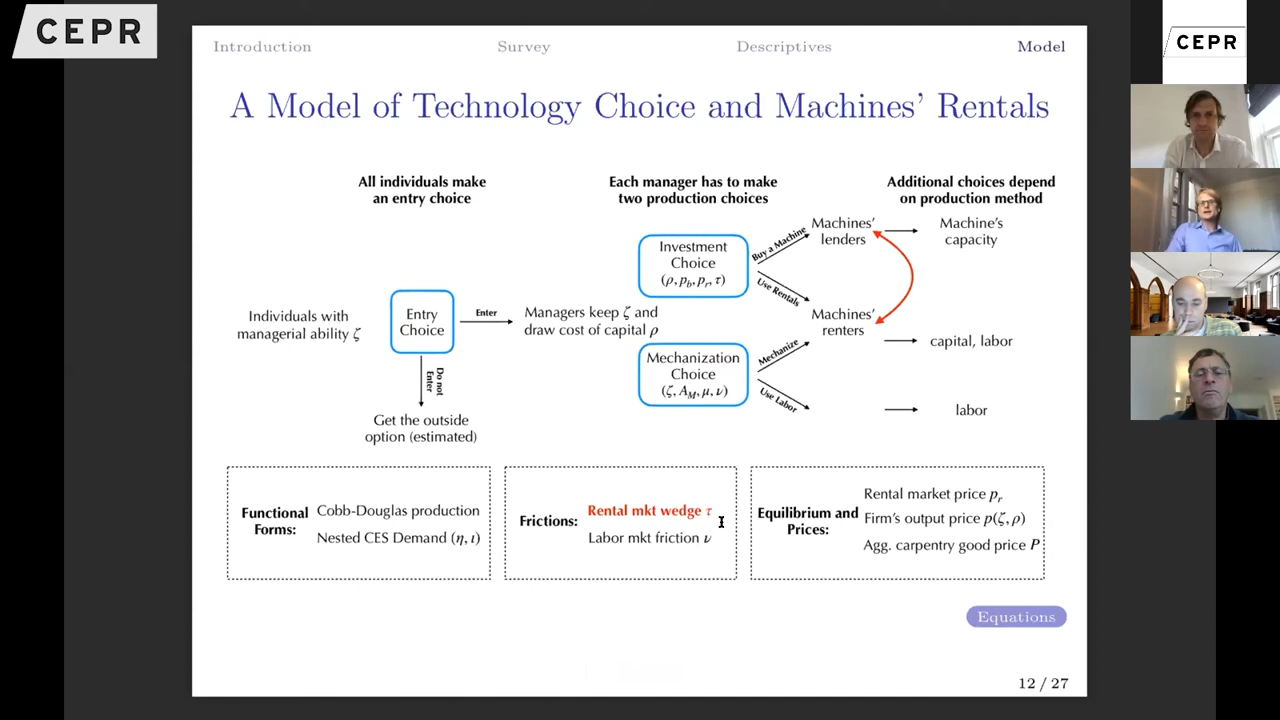 CEPR
CEPR
Introduction
Survey
Descriptives
Model
A Model of Technology Choice and Machines' Rentals
All individuals make
an entry choice
Each manager has to make
two production choices
Additional choices depend
on production method
Individuals with
managerial ability ζ
Entry
Choice
Enter
Do not
Enter
Get the outside
option (estimated)
Managers keep ζ and
draw cost of capital ρ
Investment
Choice
(ρ, p_b, p_r, τ)
Buy a Machine
Use Rentals
Machines'
lenders
Machine's
capacity
Machines'
renters
Mechanization
Choice
(ζ, A_M, μ, ν)
Mechanize
Use Labor
capital, labor
labor
Functional
Forms:
Cobb-Douglas production
Nested CES Demand (η, ι)
Frictions:
Rental mkt wedge τ
Labor mkt friction ν
Equilibrium and
Prices:
Rental market price p_r
Firm's output price p(ζ, ρ)
Agg. carpentry good price P
Equations
12 / 27